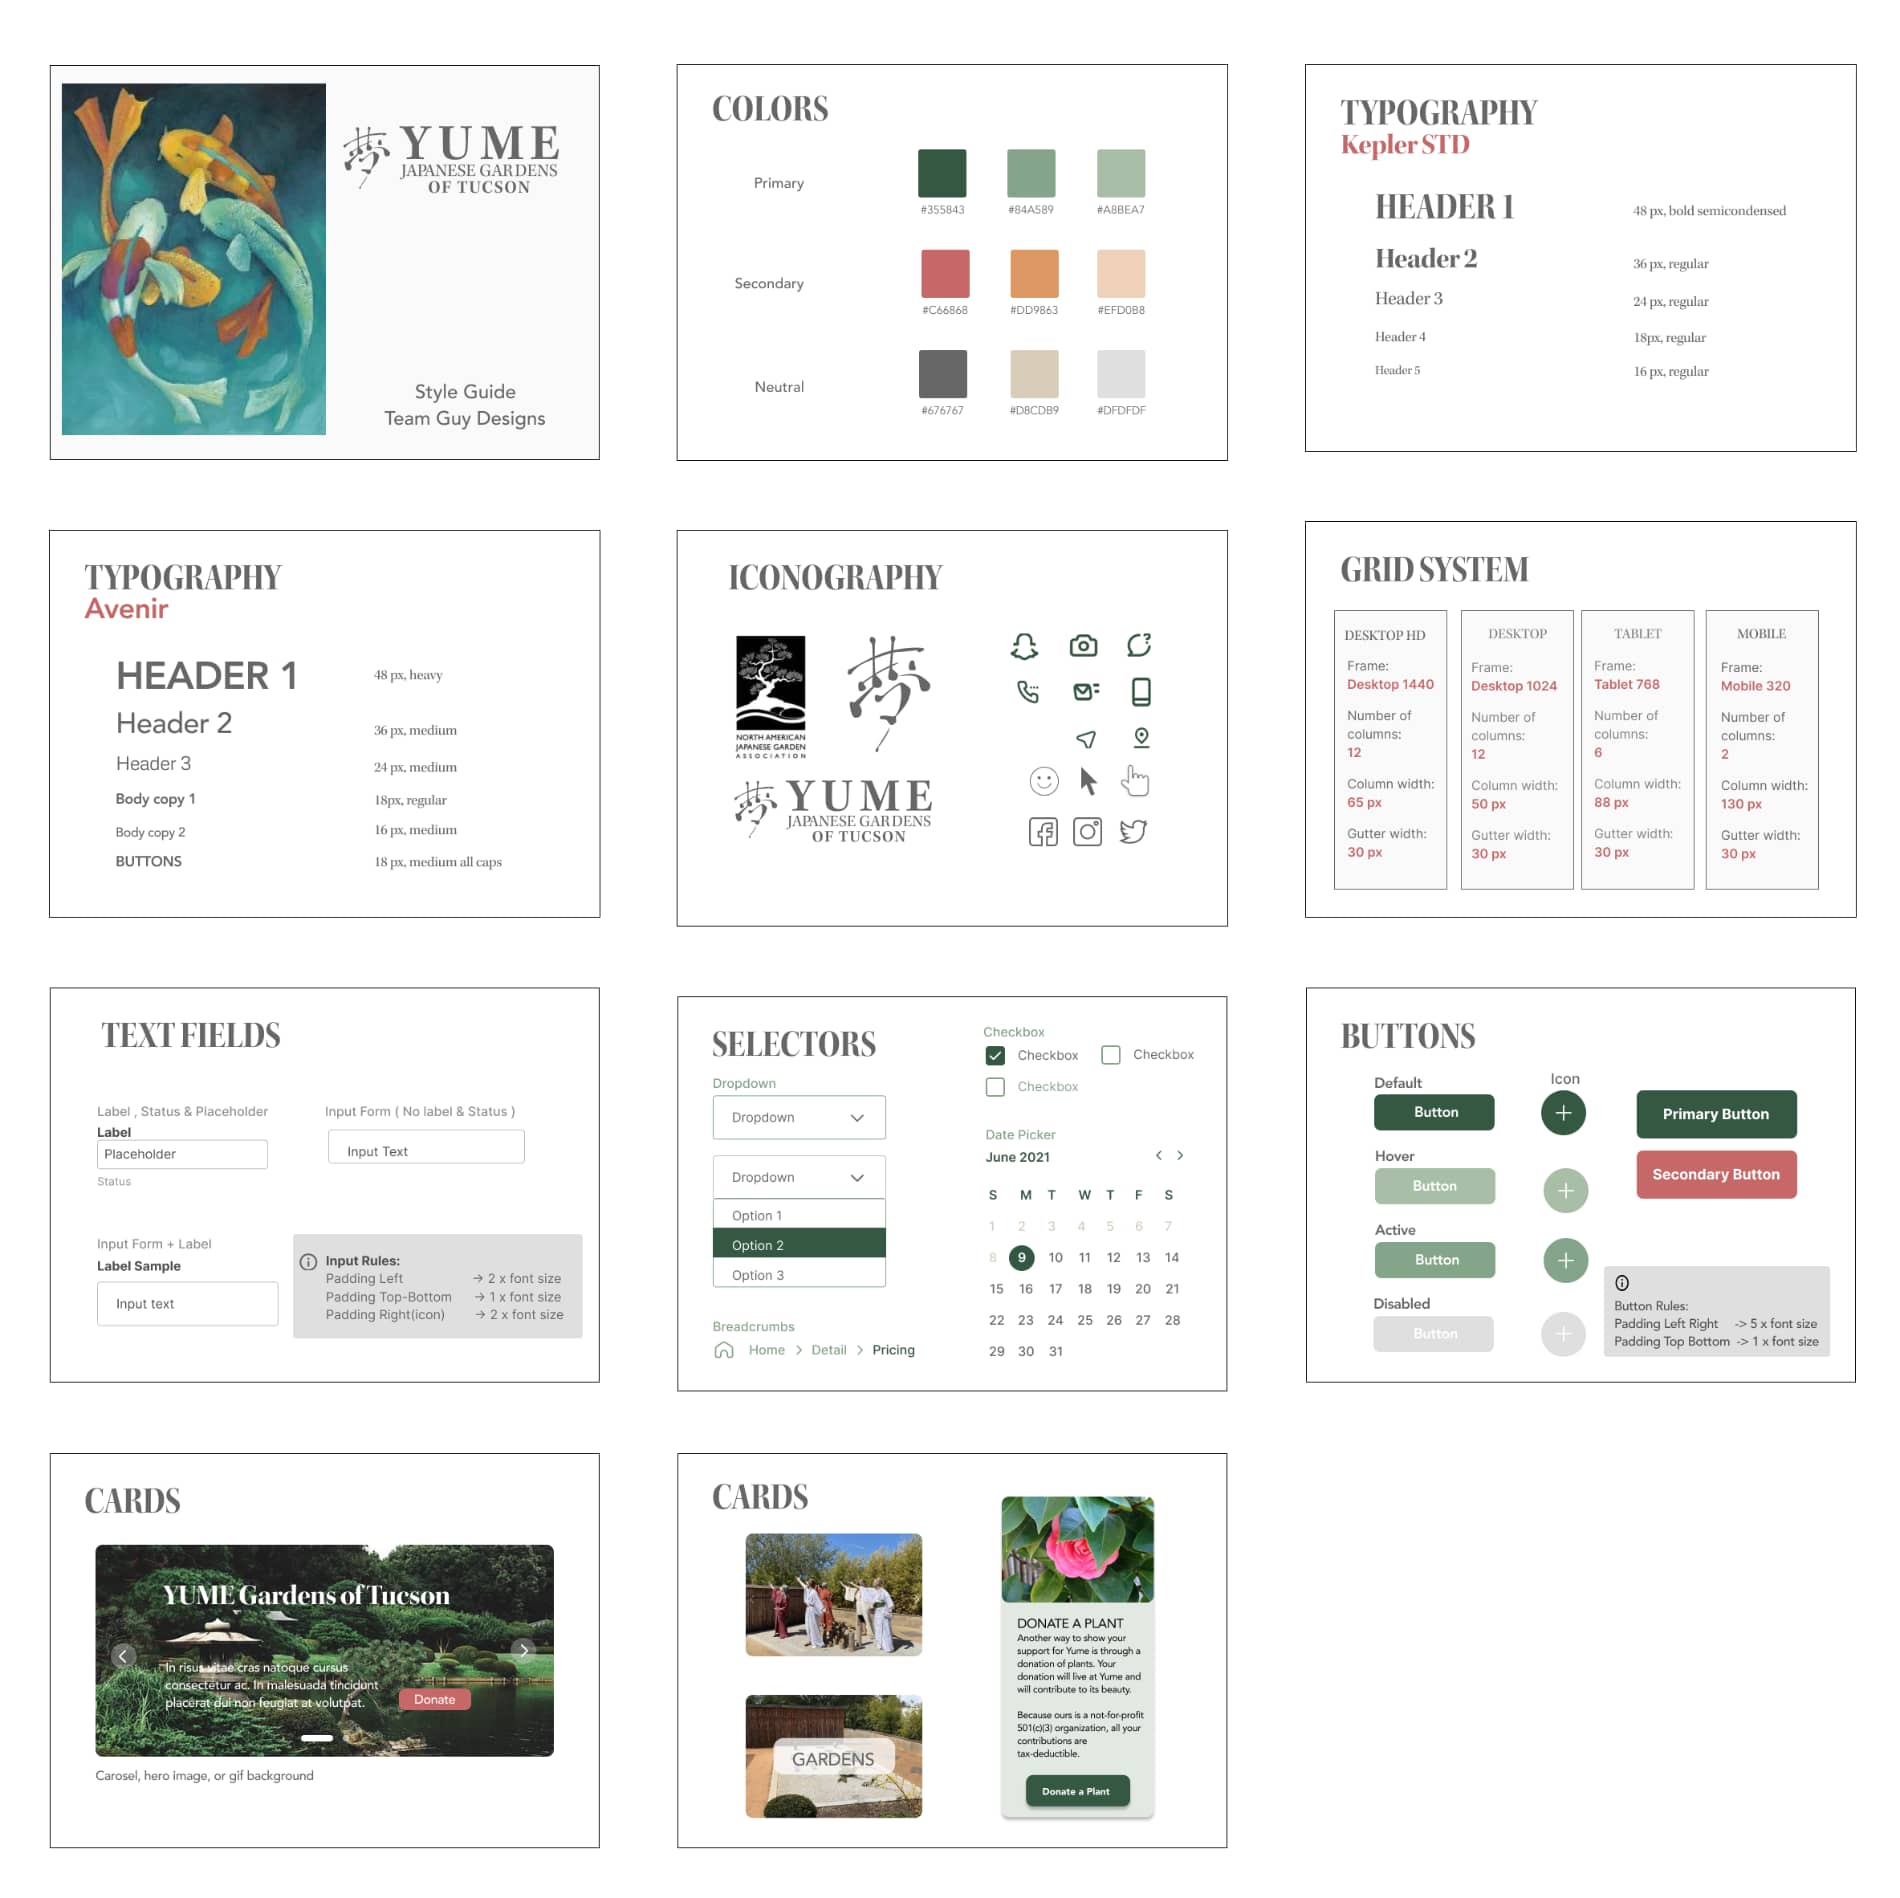 YUME
JAPANESE GARDENS
OF TUCSON
Style Guide
Team Guy Designs
COLORS
Primary
#355843
#84A589
#A8BEA7
Secondary
#C66868
#DD9863
#EFD0B8
Neutral
#676767
#D8CDB9
#DFDFDF
TYPOGRAPHY
Kepler STD
HEADER 1
48 px, bold semicondensed
Header 2
36 px, regular
Header 3
24 px, regular
Header 4
18px, regular
Header 5
16 px, regular
TYPOGRAPHY
Avenir
HEADER 1
48 px, heavy
Header 2
36 px, medium
Header 3
24 px, medium
Body copy 1
18px, regular
Body copy 2
16 px, medium
BUTTONS
18 px, medium all caps
ICONOGRAPHY
NORTH AMERICAN
JAPANESE GARDEN
ASSOCIATION
夢
夢 YUME
JAPANESE GARDENS
OF TUCSON
GRID SYSTEM
DESKTOP HD
Frame:
Desktop 1440
Number of
columns:
12
Column width:
65 px
Gutter width:
30 px
DESKTOP
Frame:
Desktop 1024
Number of
columns:
12
Column width:
50 px
Gutter width:
30 px
TABLET
Frame:
Tablet 768
Number of
columns:
6
Column width:
88 px
Gutter width:
30 px
MOBILE
Frame:
Mobile 320
Number of
columns:
2
Column width:
130 px
Gutter width:
30 px
TEXT FIELDS
Label , Status & Placeholder
Label
Placeholder
Status
Input Form ( No label & Status )
Input Text
Input Form + Label
Label Sample
Input text
Input Rules:
Padding Left → 2 x font size
Padding Top-Bottom → 1 x font size
Padding Right(icon) → 2 x font size
SELECTORS
Dropdown
Dropdown
Dropdown
Option 1
Option 2
Option 3
Breadcrumbs
Home > Detail > Pricing
Checkbox
Checkbox
Checkbox
Checkbox
Date Picker
June 2021 < >
S M T W T F S
1 2 3 4 5 6 7
8 9 10 11 12 13 14
15 16 17 18 19 20 21
22 23 24 25 26 27 28
29 30 31
BUTTONS
Default
Button
Hover
Button
Active
Button
Disabled
Button
Icon
Primary Button
Secondary Button
Button Rules:
Padding Left Right -> 5 x font size
Padding Top Bottom -> 1 x font size
CARDS
YUME Gardens of Tucson
In risus vitae cras natoque cursus
consectetur ac. In malesuada tincidunt
placerat dui non feugiat at volutpat.
Donate
Carosel, hero image, or gif background
CARDS
GARDENS
DONATE A PLANT
Another way to show your
support for Yume is through a
donation of plants. Your
donation will live at Yume and
will contribute to its beauty.
Because ours is a not-for-profit
501(c)(3) organization, all your
contributions are
tax-deductible.
Donate a Plant